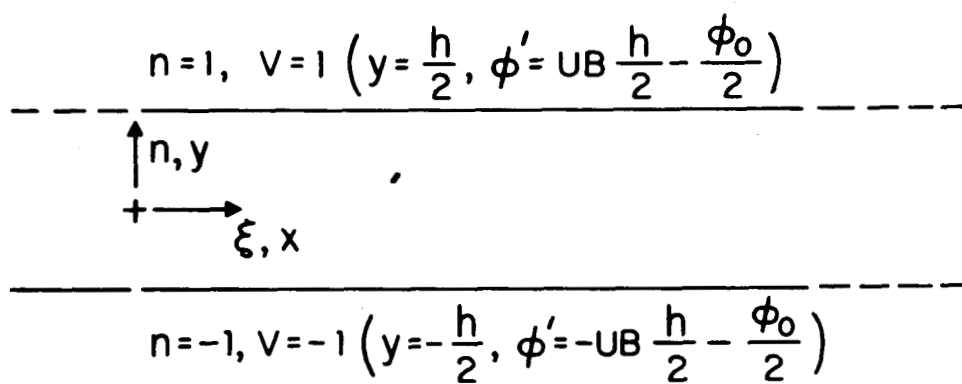 n = 1, V = 1 (y = h/2, ϕ′ = UB h/2 - ϕ₀/2)
n, y
ξ, x
n = -1, V = -1 (y = -h/2, ϕ′ = -UB h/2 - ϕ₀/2)